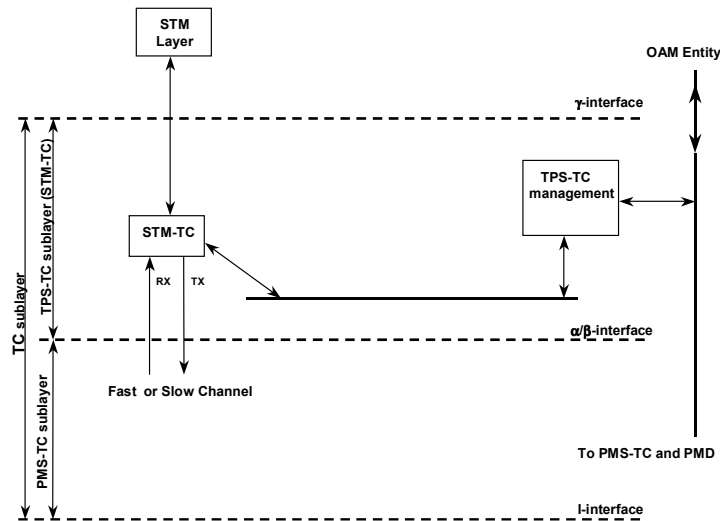 STM
Layer
OAM Entity
γ-interface
TPS-TC
management
STM-TC
RX
TX
TC sublayer
TPS-TC sublayer (STM-TC)
α/β-interface
Fast or Slow Channel
PMS-TC sublayer
To PMS-TC and PMD
I-interface